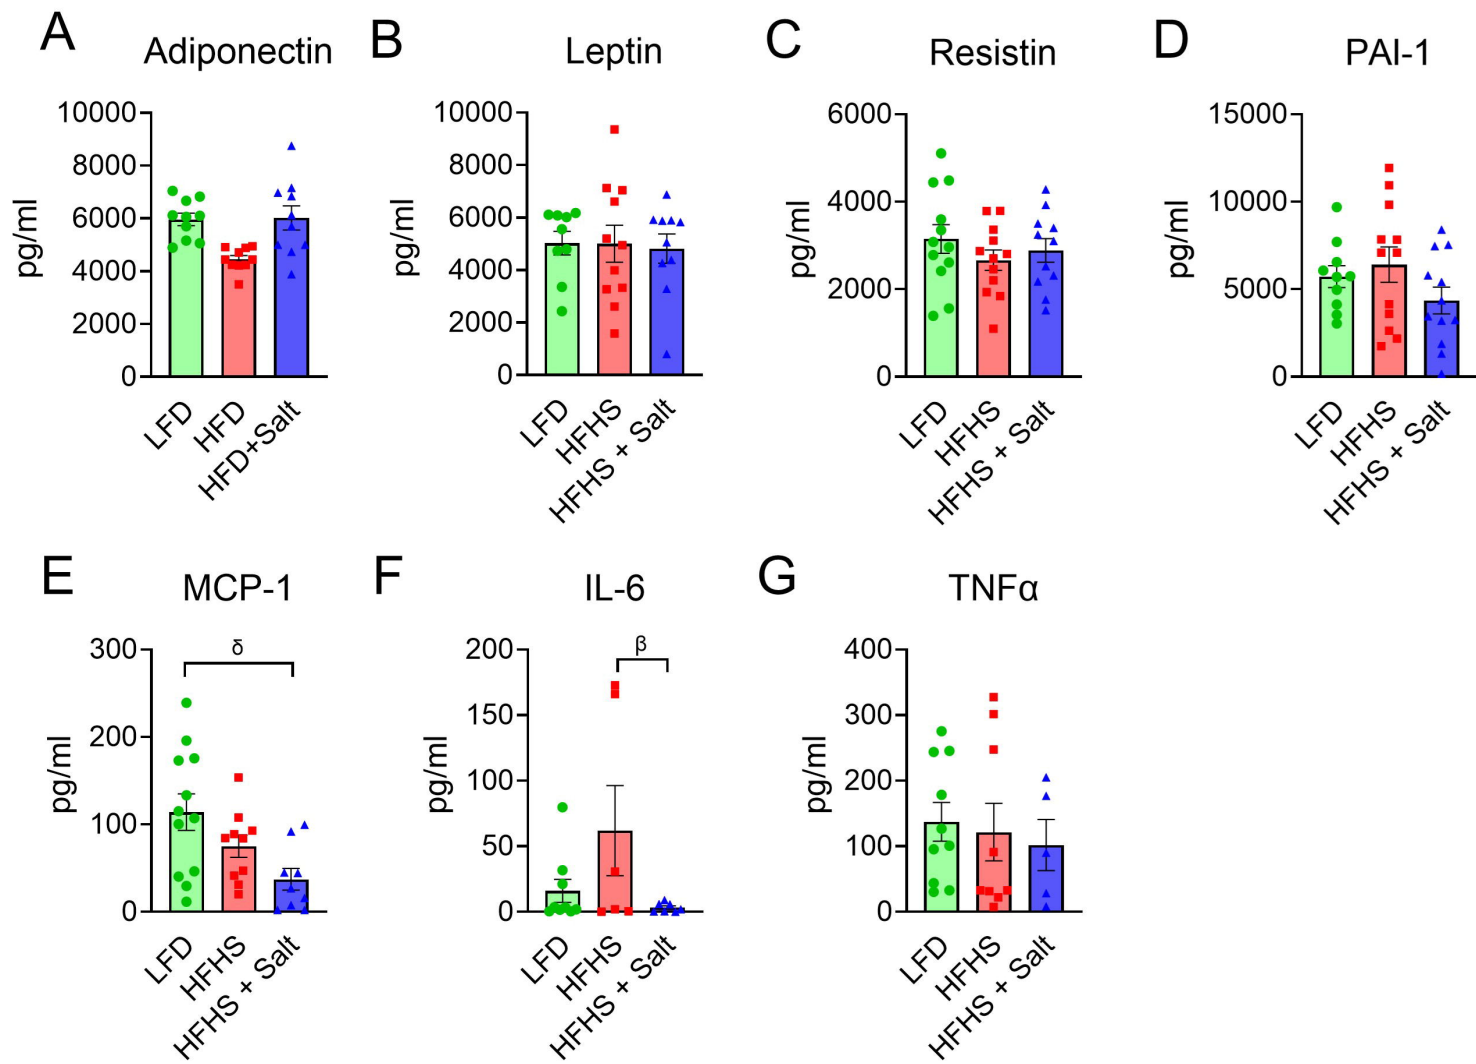 A
Adiponectin
pg/ml
10000
8000
6000
4000
2000
0
LFD
HFD
HFD+Salt
B
Leptin
pg/ml
10000
8000
6000
4000
2000
0
LFD
HFHS
HFHS + Salt
C
Resistin
pg/ml
6000
4000
2000
0
LFD
HFHS
HFHS + Salt
D
PAI-1
pg/ml
15000
10000
5000
0
LFD
HFHS
HFHS + Salt
E
MCP-1
pg/ml
300
200
100
0
δ
LFD
HFHS
HFHS + Salt
F
IL-6
pg/ml
200
150
100
50
0
β
LFD
HFHS
HFHS + Salt
G
TNFα
pg/ml
400
300
200
100
0
LFD
HFHS
HFHS + Salt